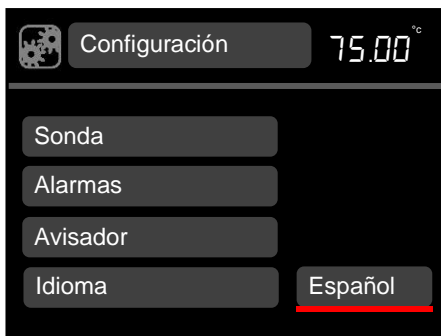 Configuración 75.00 °c
Sonda
Alarmas
Avisador
Idioma Español